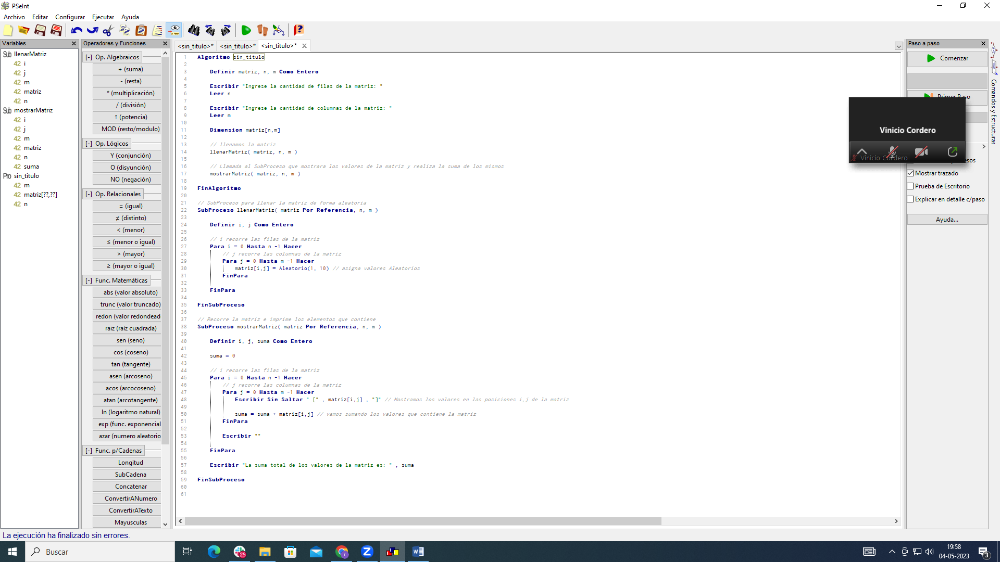 PSeInt
Archivo Editar Configurar Ejecutar Ayuda
Variables
Sub llenarMatriz
42 i
42 j
42 m
42 matriz
42 n
Sub mostrarMatriz
42 i
42 j
42 m
42 matriz
42 n
42 suma
Pro sin_titulo
42 m
42 matriz[??,??]
42 n
Operadores y Funciones
[-] Op. Algebraicos
+ (suma)
- (resta)
* (multiplicación)
/ (división)
↑ (potencia)
MOD (resto/modulo)
[-] Op. Lógicos
Y (conjunción)
O (disyunción)
NO (negación)
[-] Op. Relacionales
= (igual)
≠ (distinto)
< (menor)
≤ (menor o igual)
> (mayor)
≥ (mayor o igual)
[-] Func. Matemáticas
abs (valor absoluto)
trunc (valor truncado)
redon (valor redondead
raiz (raíz cuadrada)
sen (seno)
cos (coseno)
tan (tangente)
asen (arcoseno)
acos (arcocoseno)
atan (arcotangente)
ln (logaritmo natural)
exp (func. exponencial
azar (numero aleatorio
[-] Func. p/Cadenas
Longitud
SubCadena
Concatenar
ConvertirANumero
ConvertirATexto
Mayusculas
<sin_titulo>* <sin_titulo>* <sin_titulo>*
1 Algoritmo sin_titulo
2
3 Definir matriz, n, m Como Entero
4
5 Escribir "Ingrese la cantidad de filas de la matriz: "
6 Leer n
7
8 Escribir "Ingrese la cantidad de columnas de la matriz: "
9 Leer m
10
11 Dimension matriz[n,m]
12
13 // llenamos la matriz
14 llenarMatriz( matriz, n, m )
15
16 // Llamada al SubProceso que mostrara los valores de la matriz y realiza la suma de los mismos
17 mostrarMatriz( matriz, n, m )
18
19 FinAlgoritmo
20
21 // SubProceso para llenar la matriz de forma aleatoria
22 SubProceso llenarMatriz( matriz Por Referencia, n, m )
23
24 Definir i, j Como Entero
25
26 // i recorre las filas de la matriz
27 Para i = 0 Hasta n -1 Hacer
28 // j recorre las columnas de la matriz
29 Para j = 0 Hasta m -1 Hacer
30 matriz[i,j] = Aleatorio(1, 10) // asigna valores Aleatorios
31 FinPara
32
33 FinPara
34
35 FinSubProceso
36
37 // Recorre la matriz e imprime los elementos que contiene
38 SubProceso mostrarMatriz( matriz Por Referencia, n, m )
39
40 Definir i, j, suma Como Entero
41
42 suma = 0
43
44 // i recorre las filas de la matriz
45 Para i = 0 Hasta n -1 Hacer
46 // j recorre las columnas de la matriz
47 Para j = 0 Hasta m -1 Hacer
48 Escribir Sin Saltar " [" , matriz[i,j] , "]" // Mostramos los valores en las posiciones i,j de la matriz
49
50 suma = suma + matriz[i,j] // vamos sumando los valores que contiene la matriz
51 FinPara
52
53 Escribir ""
54
55 FinPara
56
57 Escribir "La suma total de los valores de la matriz es: " , suma
58
59 FinSubProceso
60
61
Paso a paso
Comenzar
Primer Paso
Vinicio Cordero
Vinicio Cordero
Mostrar trazado
Prueba de Escritorio
Explicar en detalle c/paso
Ayuda...
Comandos y Estructuras
La ejecución ha finalizado sin errores.
Buscar
25
19:58
04-05-2023
3